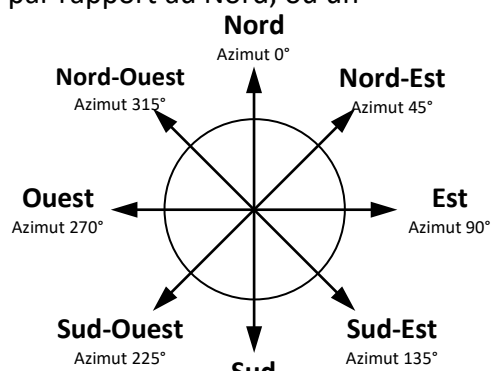 par rapport au Nord, ou un
Nord
Azimut 0°
Nord-Ouest
Azimut 315°
Nord-Est
Azimut 45°
Ouest
Azimut 270°
Est
Azimut 90°
Sud-Ouest
Azimut 225°
Sud-Est
Azimut 135°
Sud